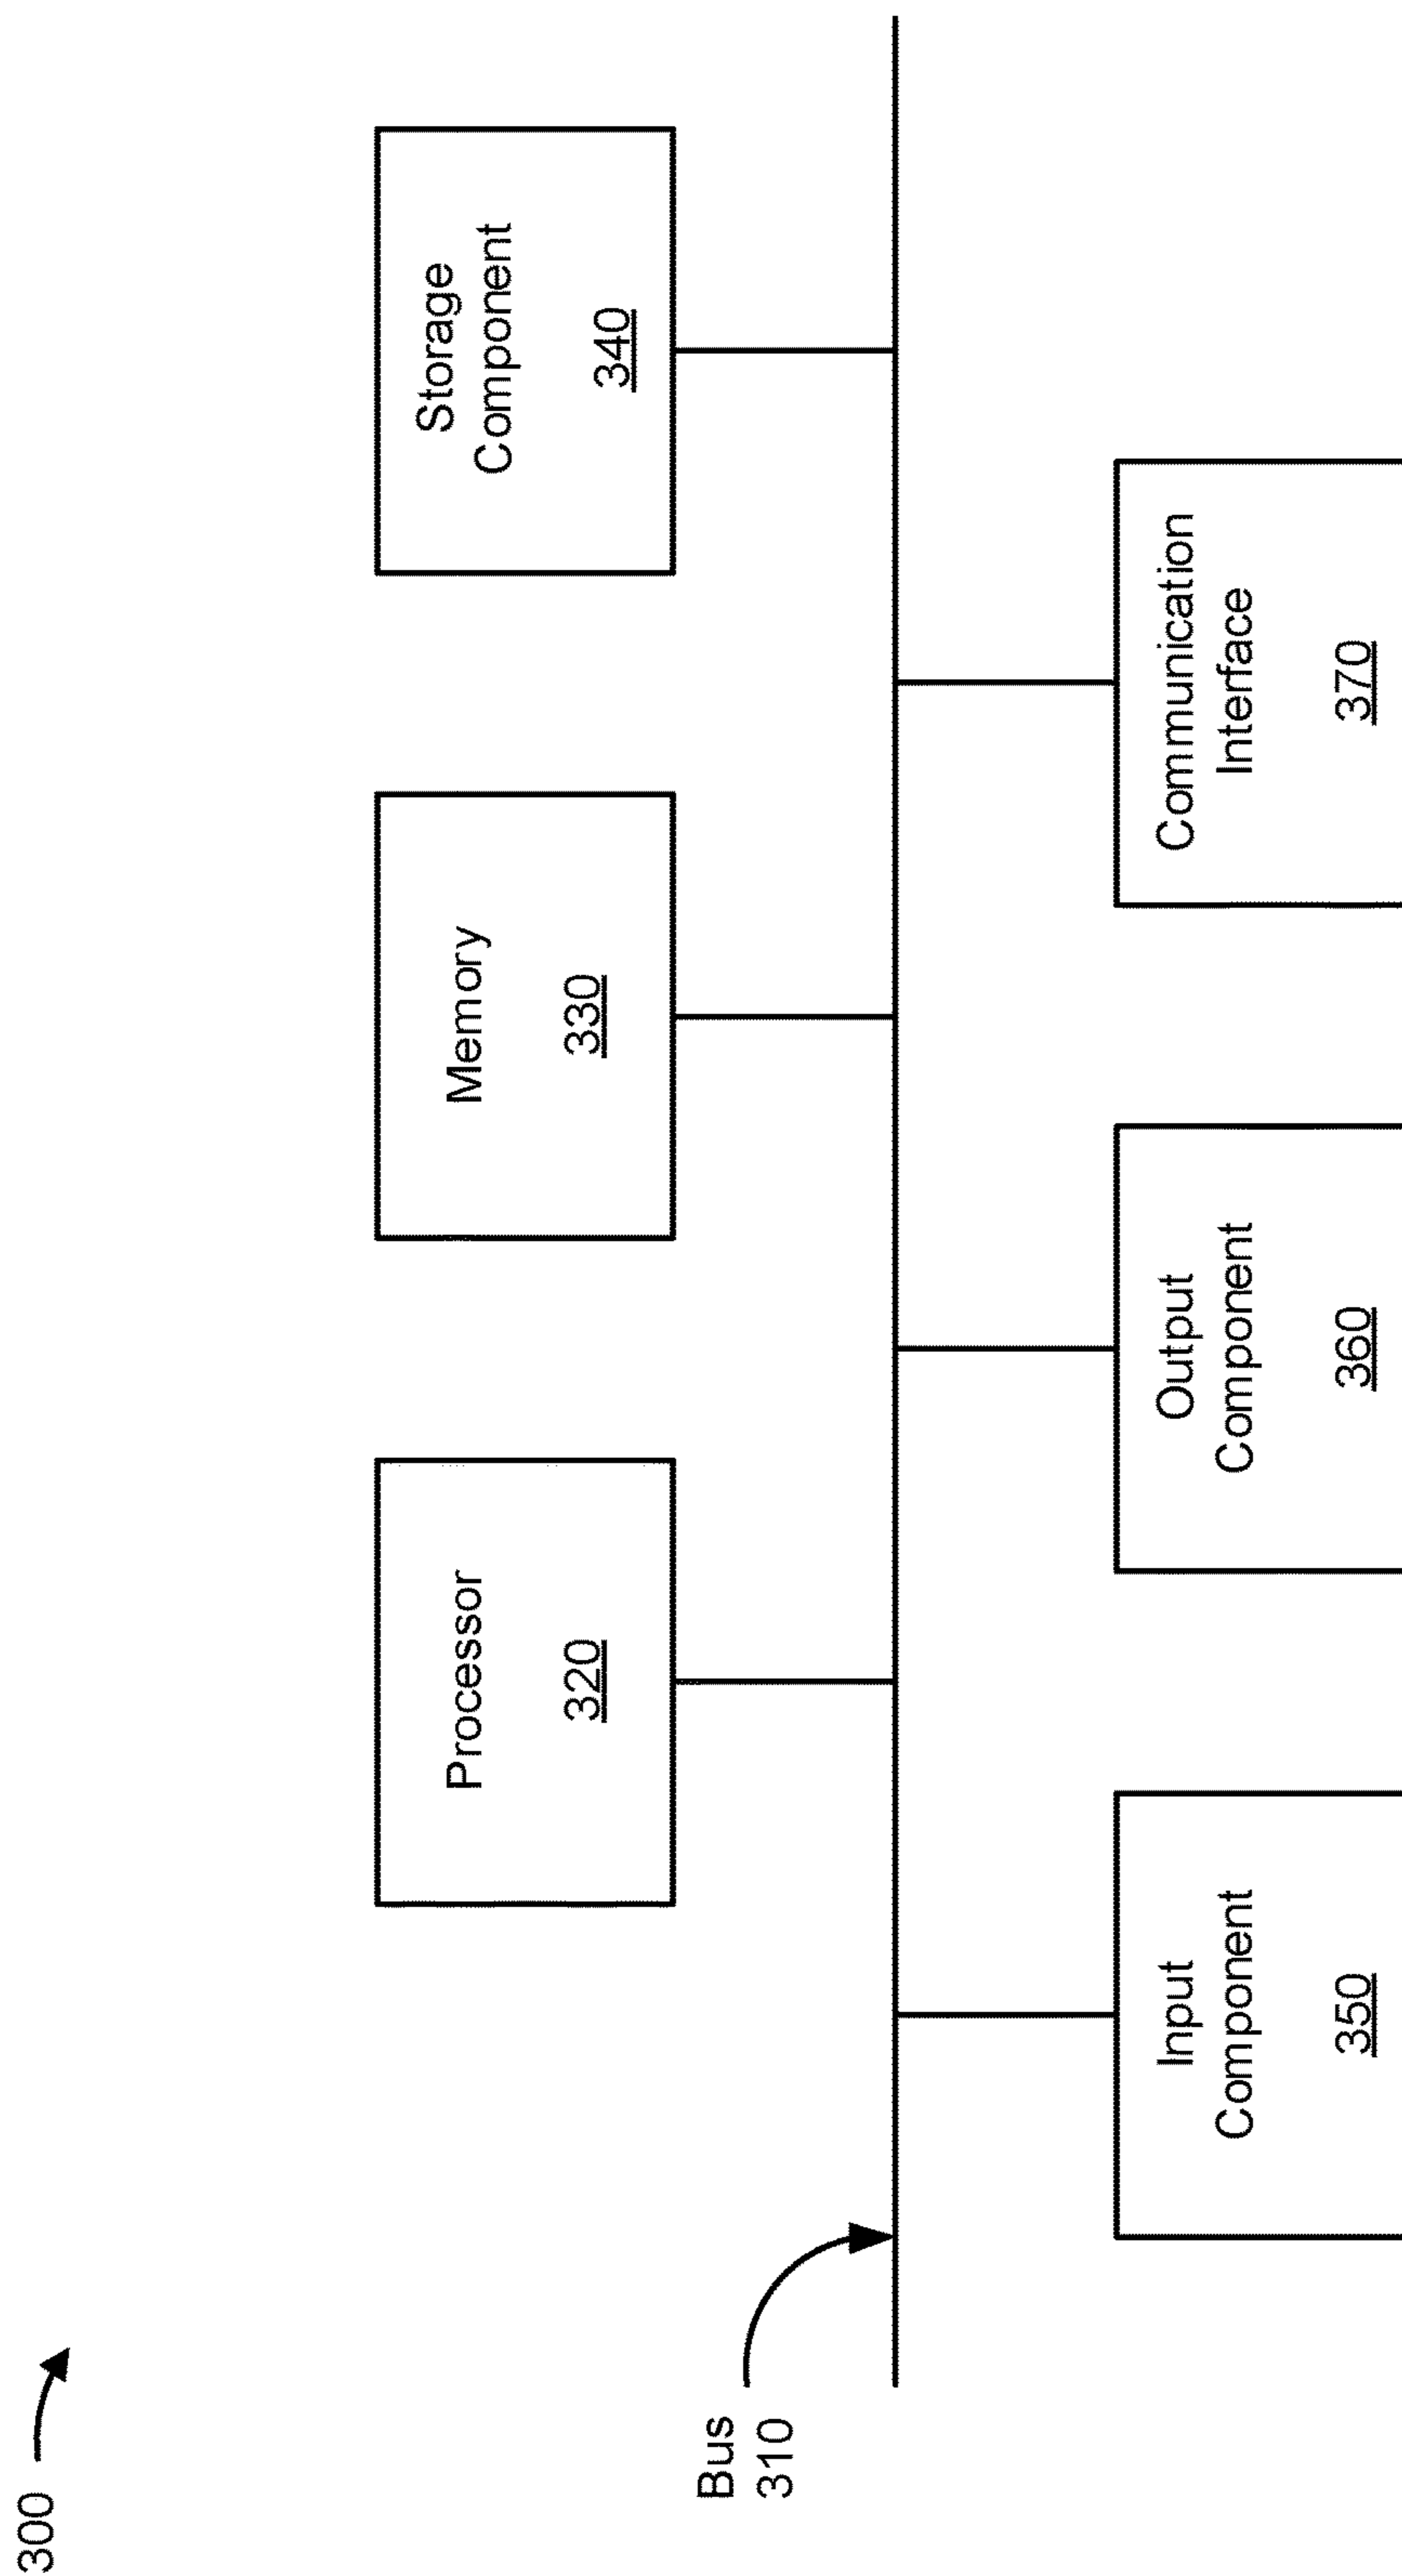 300
Processor
320
Memory
330
Storage
Component
340
Bus
310
Input
Component
350
Output
Component
360
Communication
Interface
370